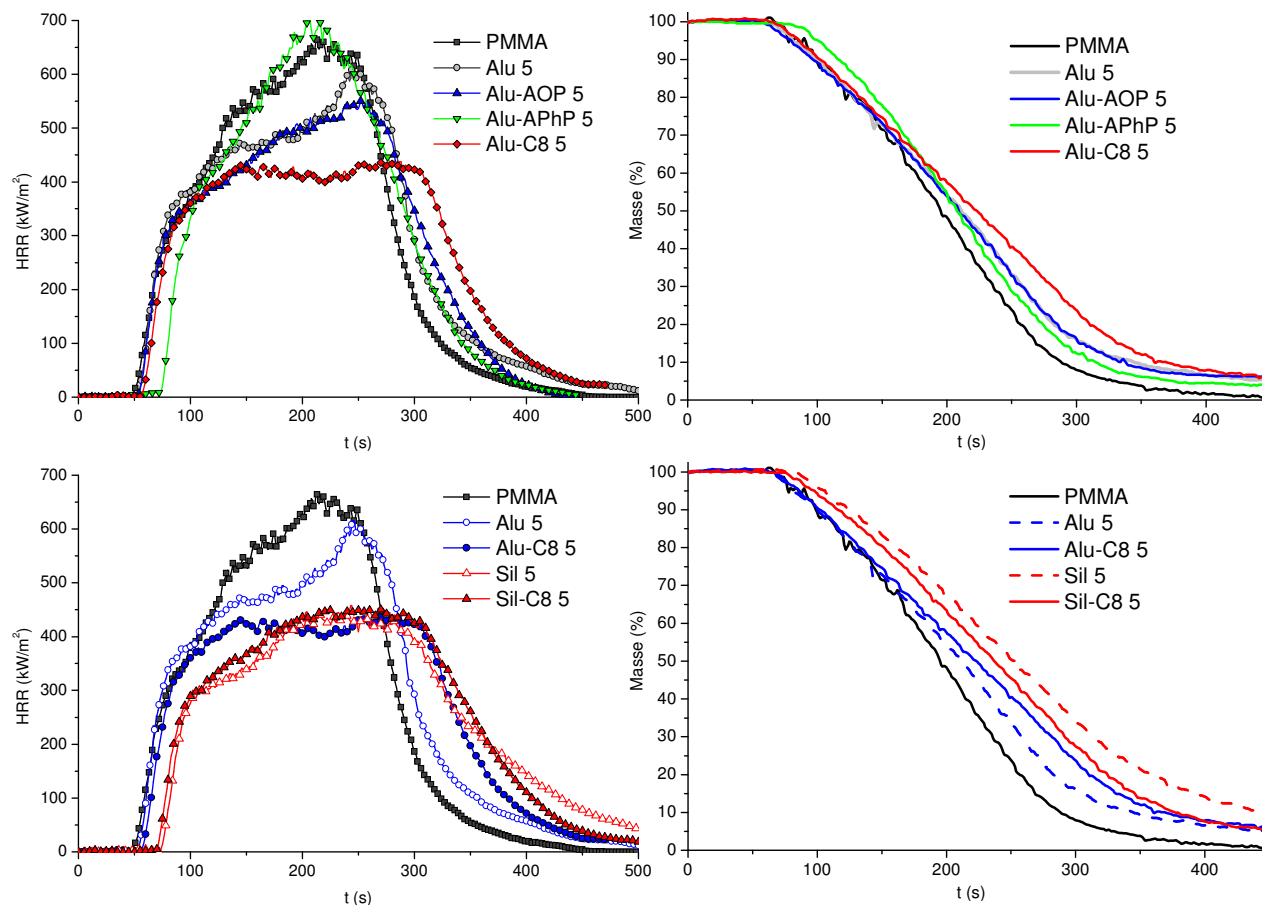 700
600
500
400
300
200
100
0
HRR (kW/m²)
0 100 200 300 400 500
t (s)
PMMA
Alu 5
Alu-AOP 5
Alu-APhP 5
Alu-C8 5
100
90
80
70
60
50
40
30
20
10
0
Masse (%)
0 100 200 300 400
t (s)
PMMA
Alu 5
Alu-AOP 5
Alu-APhP 5
Alu-C8 5
700
600
500
400
300
200
100
0
HRR (kW/m²)
0 100 200 300 400 500
t (s)
PMMA
Alu 5
Alu-C8 5
Sil 5
Sil-C8 5
100
90
80
70
60
50
40
30
20
10
0
Masse (%)
0 100 200 300 400
t (s)
PMMA
Alu 5
Alu-C8 5
Sil 5
Sil-C8 5